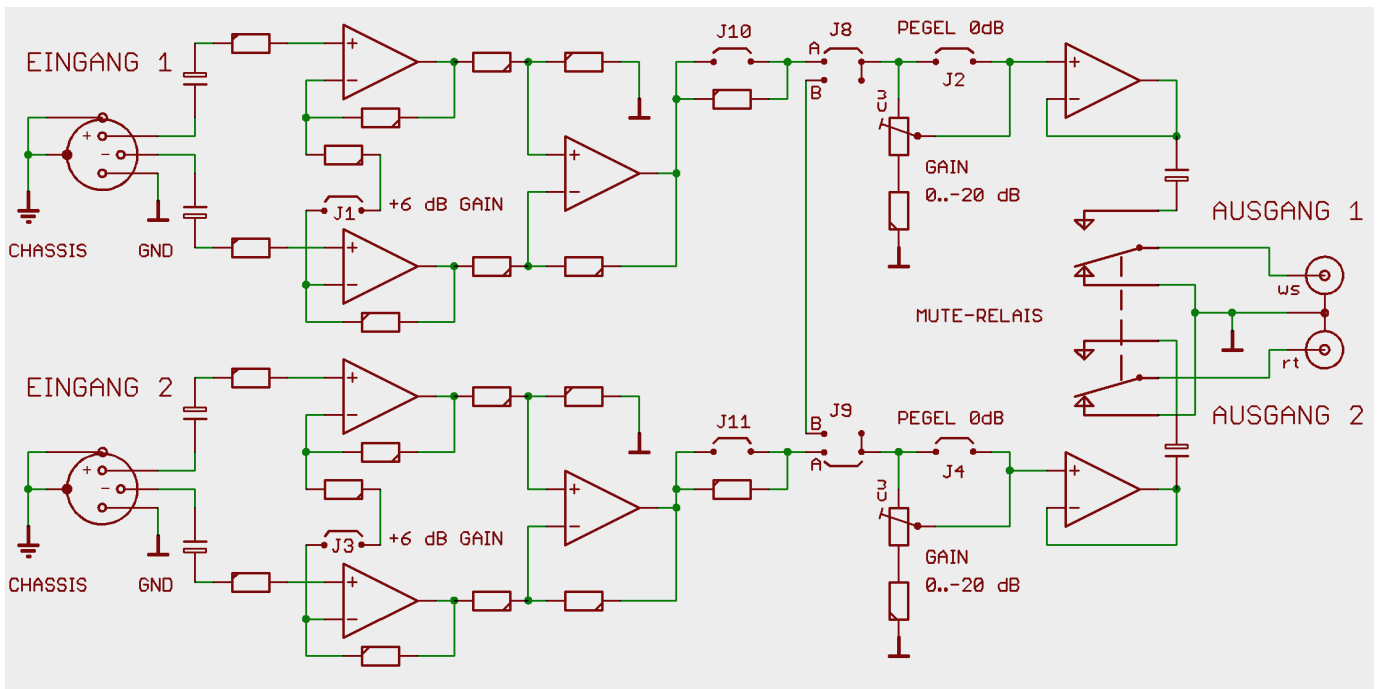 J10
J8
PEGEL 0dB
EINGANG 1
A
J2
B
3
U
GAIN
0..-20 dB
+6 dB GAIN
J1
AUSGANG 1
CHASSIS
GND
ws
MUTE-RELAIS
rt
EINGANG 2
AUSGANG 2
J11
J9
PEGEL 0dB
B
A
J4
3
U
+6 dB GAIN
J3
GAIN
0..-20 dB
CHASSIS
GND